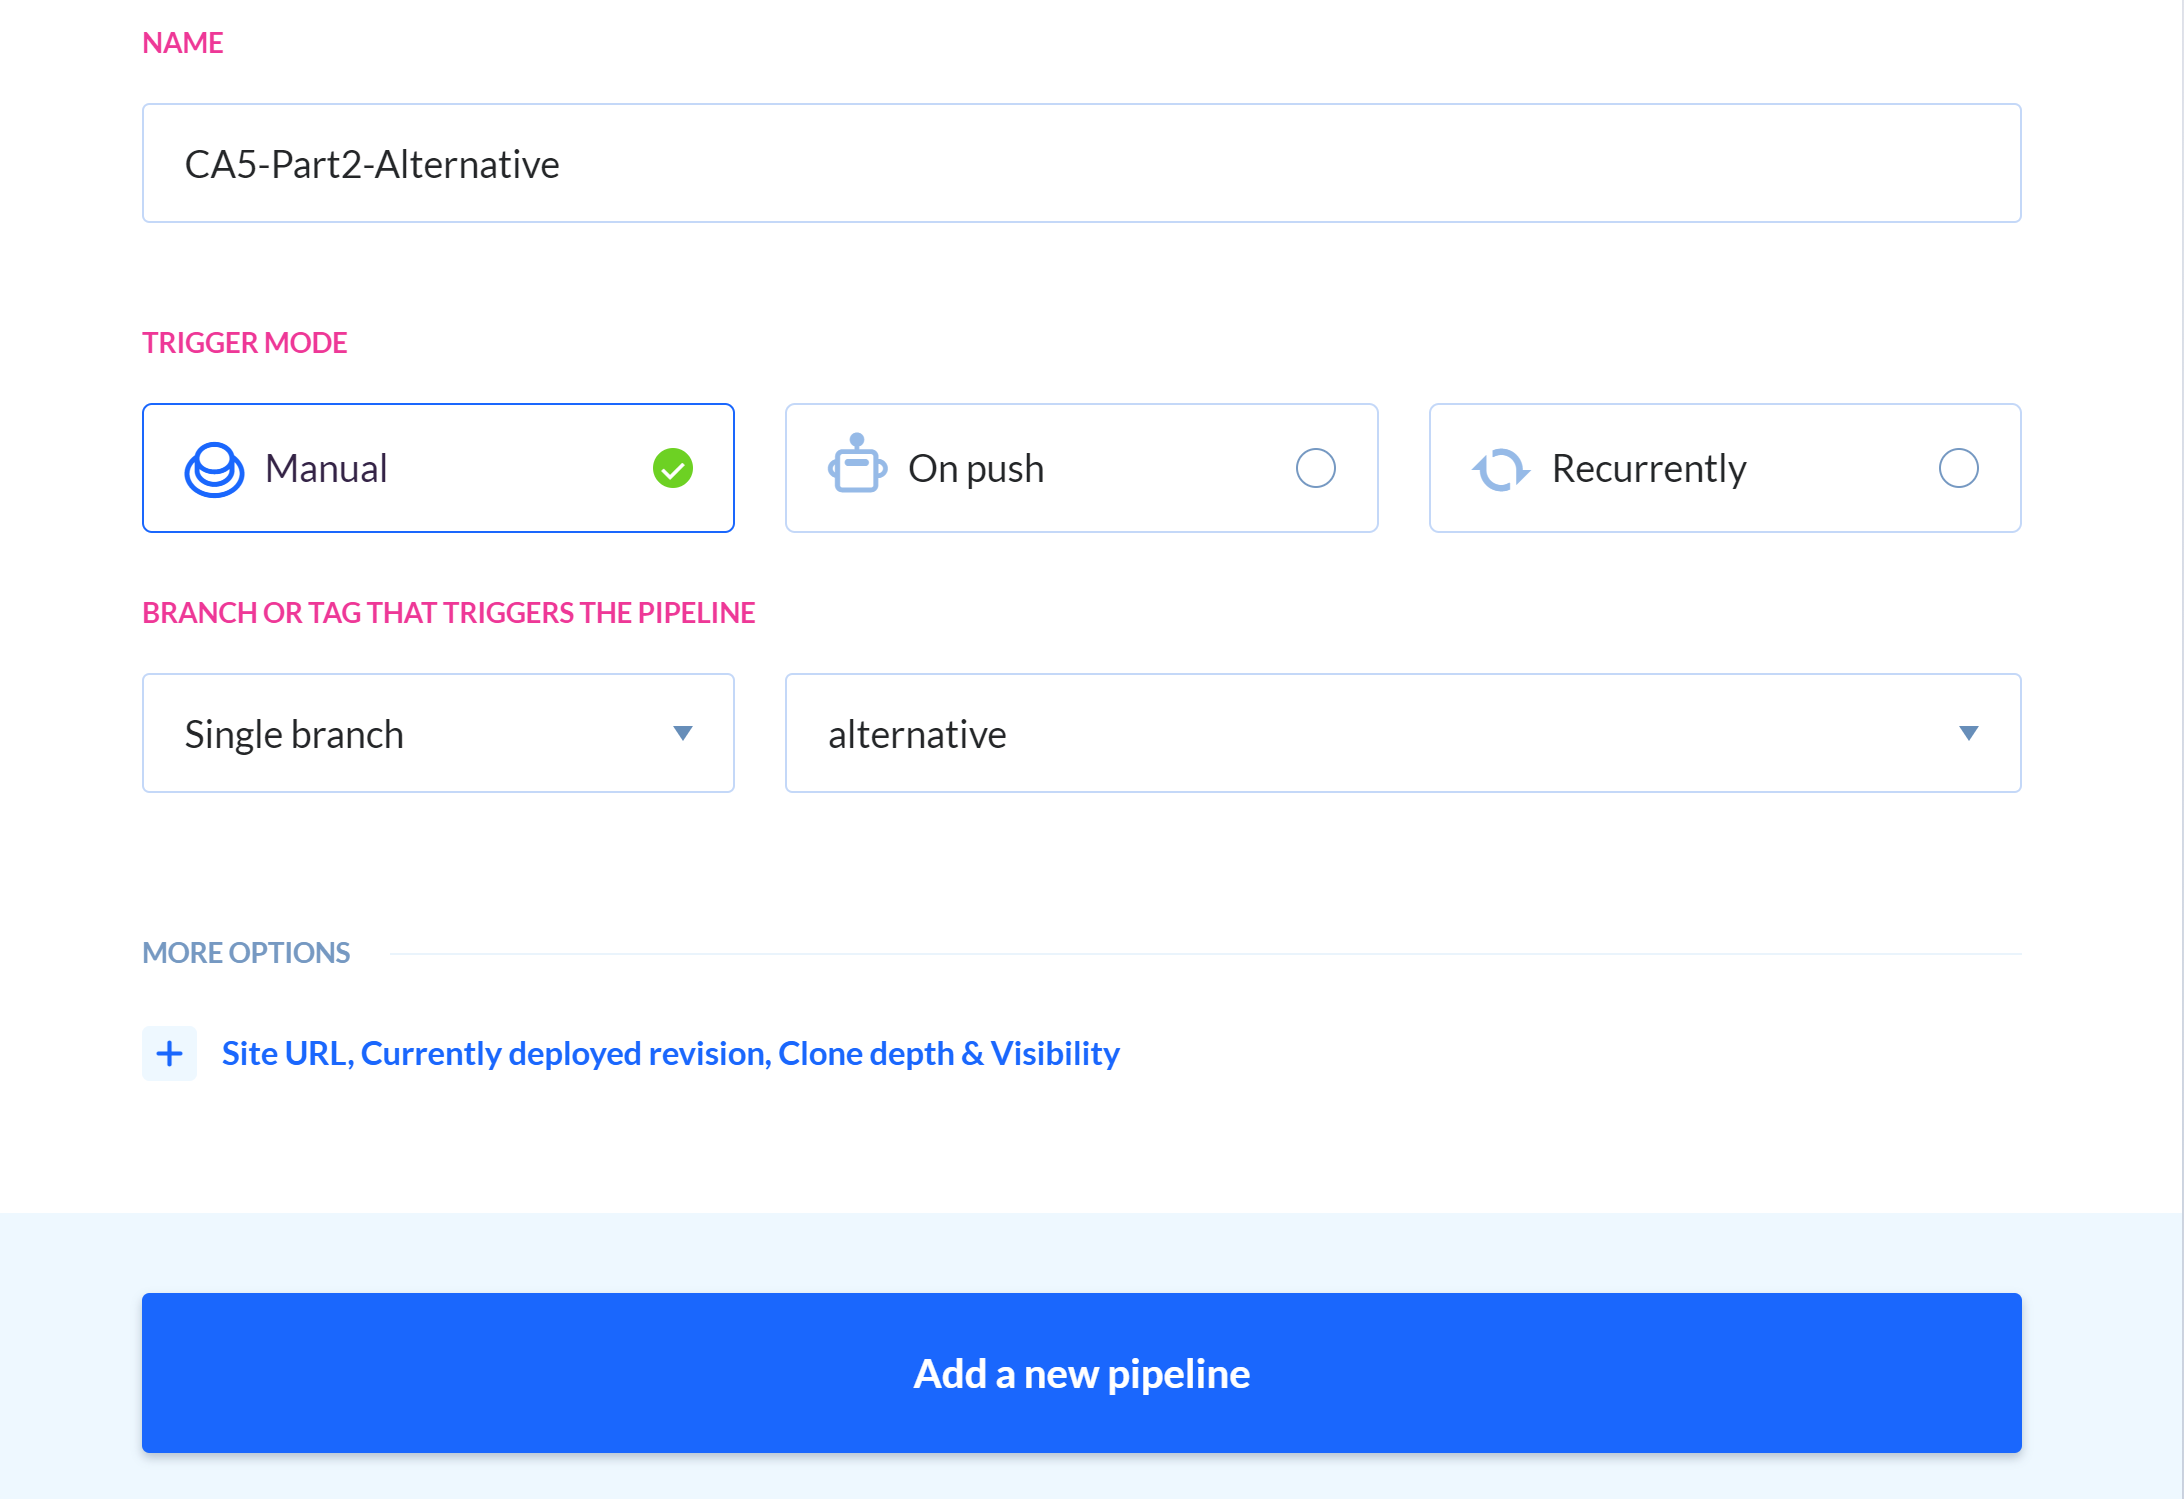 NAME
CA5-Part2-Alternative
TRIGGER MODE
Manual
On push
Recurrently
BRANCH OR TAG THAT TRIGGERS THE PIPELINE
Single branch
alternative
MORE OPTIONS
Site URL, Currently deployed revision, Clone depth & Visibility
Add a new pipeline